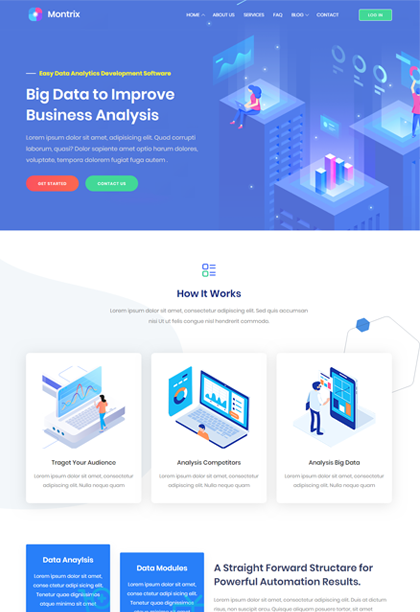 Montrix
HOME ABOUT US SERVICES FAQ BLOG CONTACT
LOG IN
Easy Data Analytics Development Software
Big Data to Improve
Business Analysis
Lorem ipsum dolor sit amet, adipisicing elit. Quod corrupti
laborum, quasi? Dolor sapiente amet optio harum dolores,
voluptate, tempora dolorem fugiat fuga autem.
GET STARTED CONTACT US
How It Works
Lorem ipsum dolor sit amet, consectetur adipiscing elit. Sed quis accumsan
nisi Ut ut felis congue nisl hendrerit commodo.
Traget Your Audience
Lorem ipsum dolor sit amet, consectetur
adipiscing elit. Nulla neque quam
Analysis Competitors
Lorem ipsum dolor sit amet, consectetur
adipiscing elit. Nulla neque quam
Analysis Big Data
Lorem ipsum dolor sit amet, consectetur
adipiscing elit. Nulla neque quam
Data Anaylsis
Lorem ipsum dolor sit amet,
constetur adipi scing elit.
Tenetur quae dignissimos
atque minima sit amet
Data Modules
Lorem ipsum dolor sit amet,
constetur adipi scing elit.
Tenetur quae dignissimos
A Straight Forward Structare for
Powerful Automation Results.
Lorem ipsum dolor sit amet, consectetur adipiscing elit. Duis at dictum
risus, non suscipit arcu. Quisque aliquam posuere tortor, sit amet